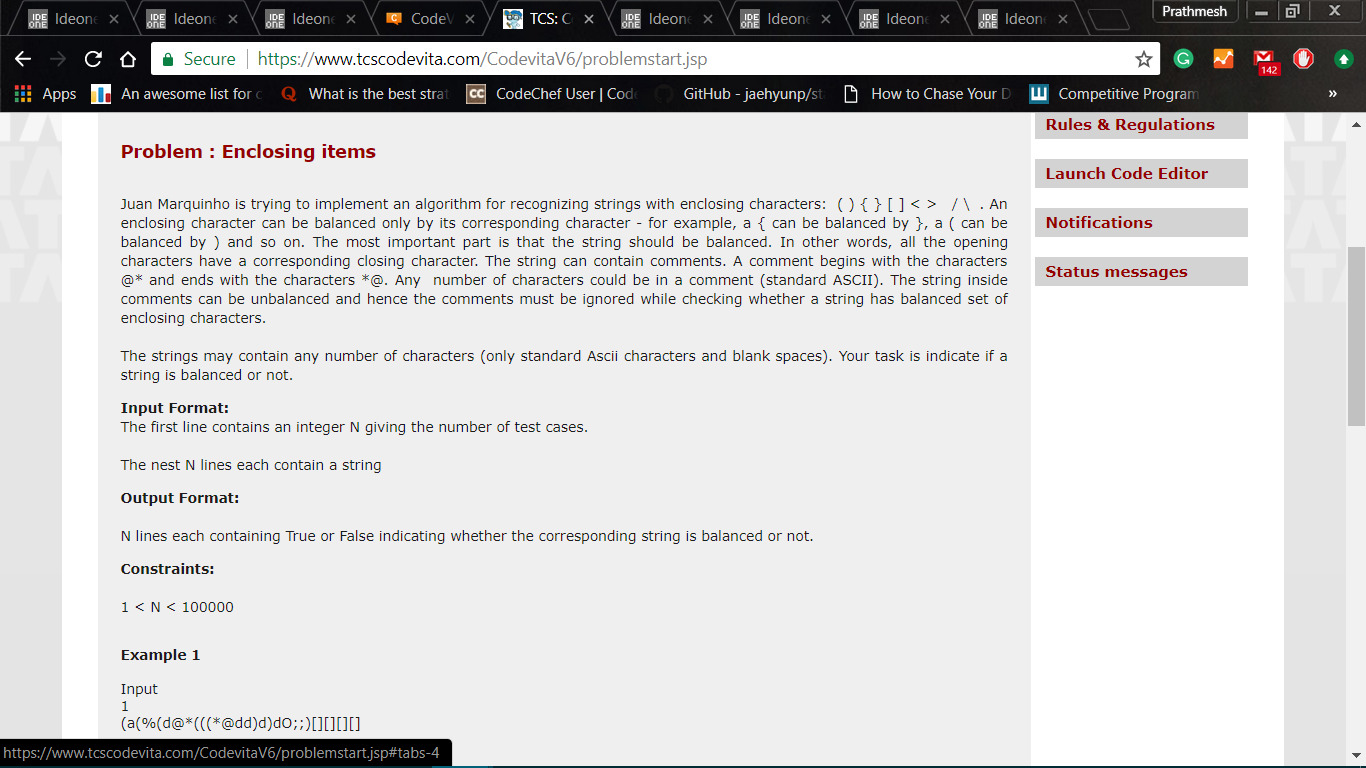 Ideone Ideone Ideone CodeV TCS: Co Ideone Ideone Ideone Ideone Prathmesh
Secure https://www.tcscodevita.com/CodevitaV6/problemstart.jsp 142
Apps An awesome list for c What is the best strat CC CodeChef User | Code GitHub - jaehyunp/st How to Chase Your D Competitive Program »
Rules & Regulations
Problem : Enclosing items
Launch Code Editor
Juan Marquinho is trying to implement an algorithm for recognizing strings with enclosing characters: ( ) { } [ ] < > / \ . An
enclosing character can be balanced only by its corresponding character - for example, a { can be balanced by }, a ( can be
Notifications
balanced by ) and so on. The most important part is that the string should be balanced. In other words, all the opening
characters have a corresponding closing character. The string can contain comments. A comment begins with the characters
Status messages
@* and ends with the characters *@. Any number of characters could be in a comment (standard ASCII). The string inside
comments can be unbalanced and hence the comments must be ignored while checking whether a string has balanced set of
enclosing characters.
The strings may contain any number of characters (only standard Ascii characters and blank spaces). Your task is indicate if a
string is balanced or not.
Input Format:
The first line contains an integer N giving the number of test cases.
The nest N lines each contain a string
Output Format:
N lines each containing True or False indicating whether the corresponding string is balanced or not.
Constraints:
1 < N < 100000
Example 1
Input
1
(a(%(d@*(((*@dd)d)dO;;)[][][][]
https://www.tcscodevita.com/CodevitaV6/problemstart.jsp#tabs-4